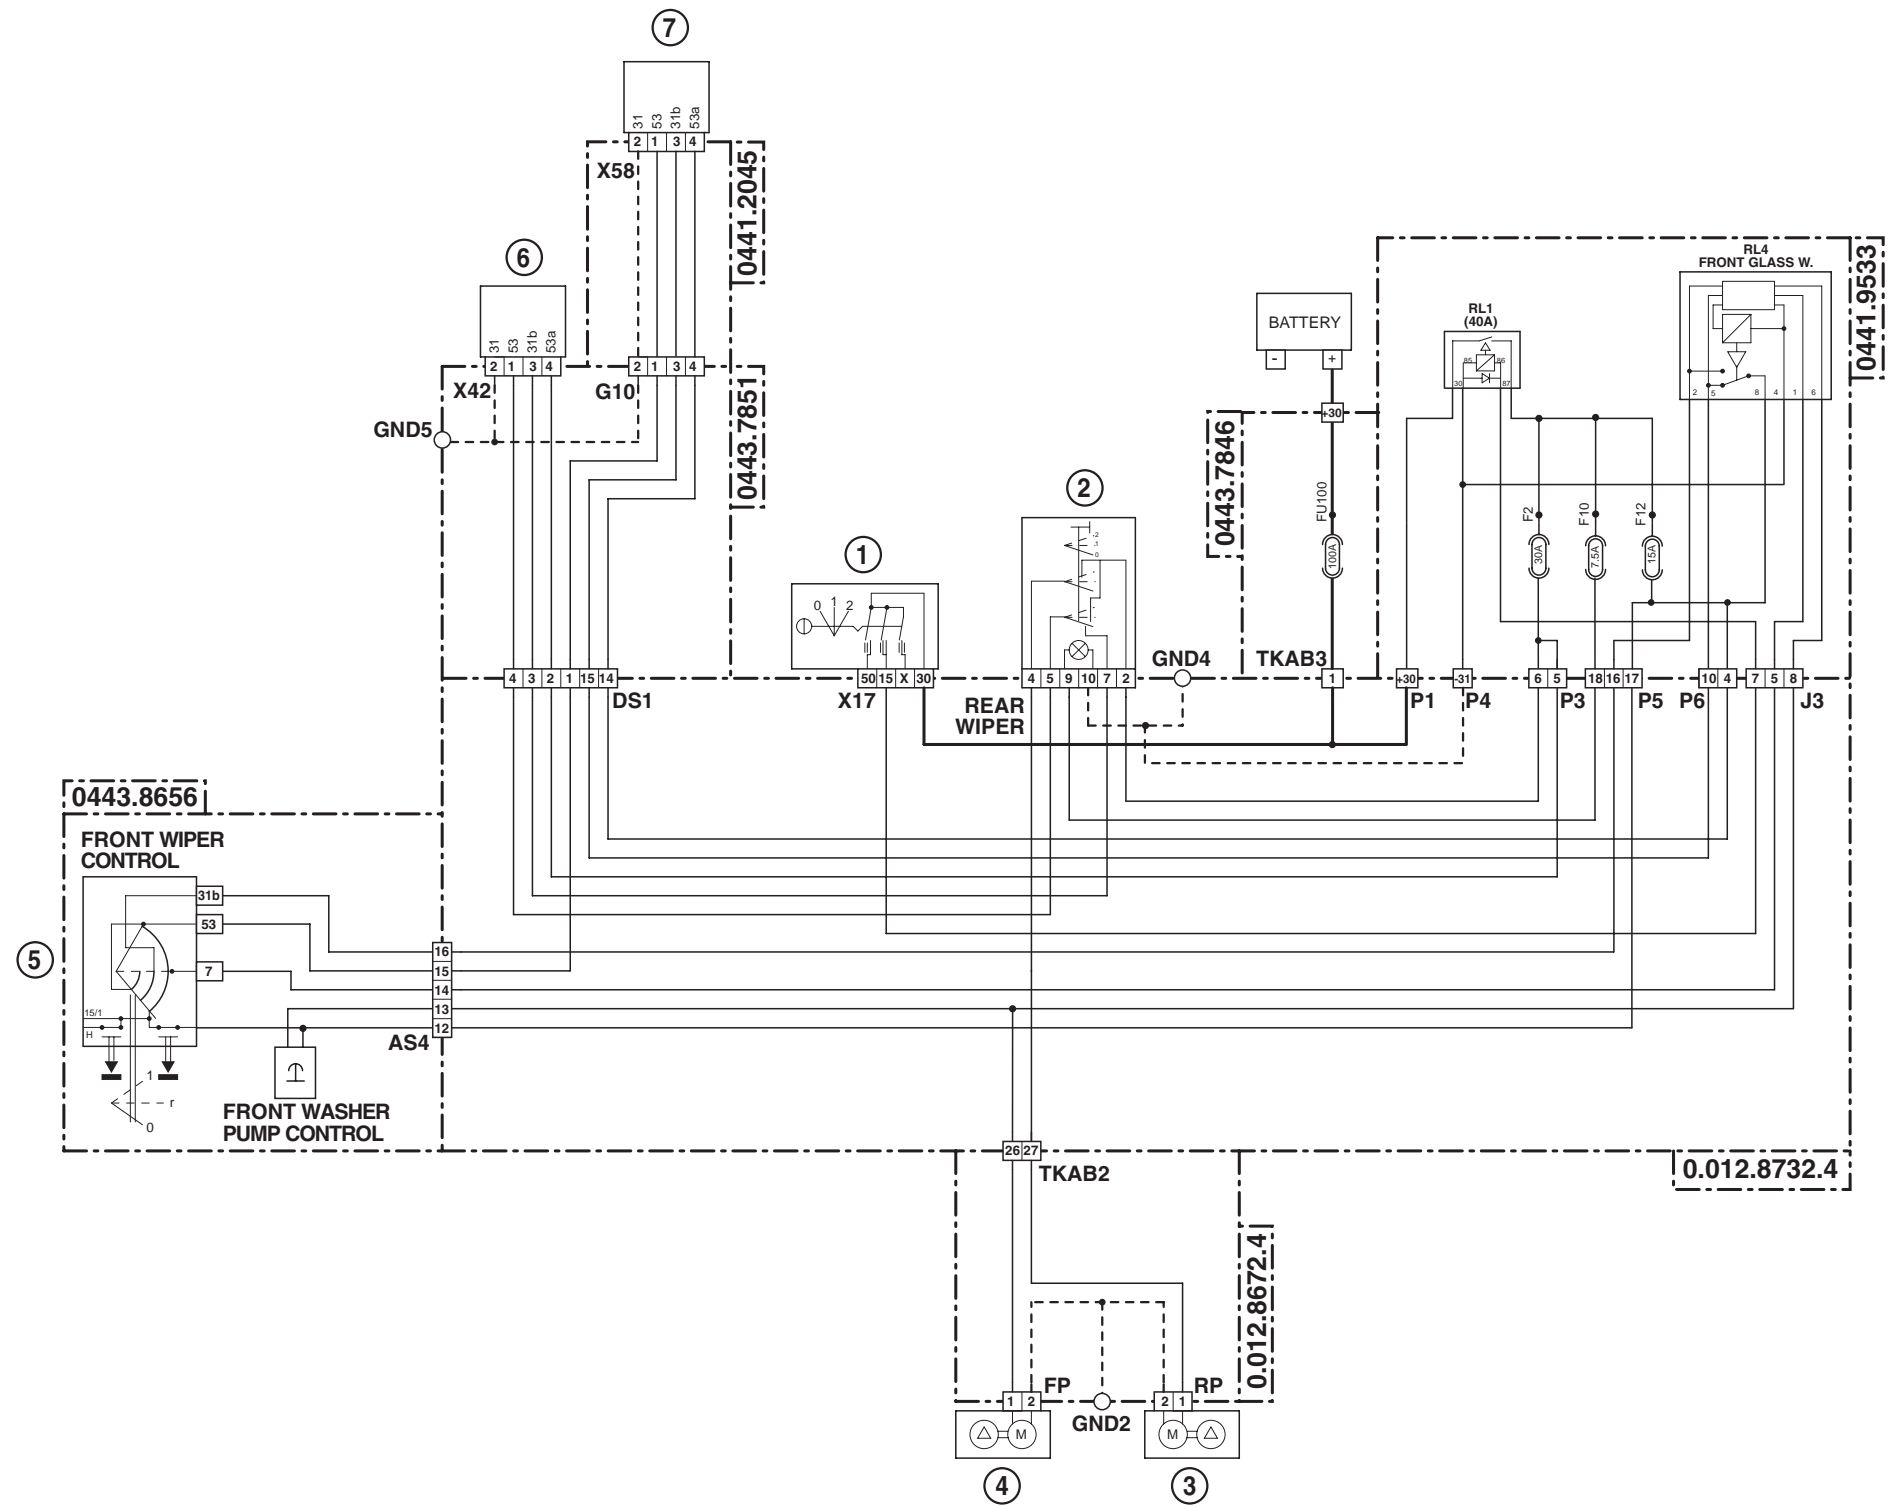 7
31 53 31b 53a
2 1 3 4
X58
0441.2045
6
31 53 31b 53a
2 1 3 4
X42
2 1 3 4
G10
GND5
0443.7851
RL4
FRONT GLASS W.
2 5 8 4 1 6
0441.9533
RL1
(40A)
85 86
30 87
BATTERY
- +
+30
0443.7846
FU100
100A
F2
30A
F10
7.5A
F12
15A
2
-2
-1
0
1
0 1 2
GND4
TKAB3
4 3 2 1 15 14
DS1
50 15 X 30
X17
4 5 9 10 7 2
REAR
WIPER
1
+30
P1
-31
P4
6 5
P3
18 16 17
P5
P6
10 4
7 5 8
J3
0443.8656
FRONT WIPER
CONTROL
31b
53
7
5
15/1
H
1
r
0
16
15
14
13
12
AS4
FRONT WASHER
PUMP CONTROL
26 27
TKAB2
0.012.8732.4
0.012.8672.4
FP
1 2
GND2
RP
2 1
M
M
4
3